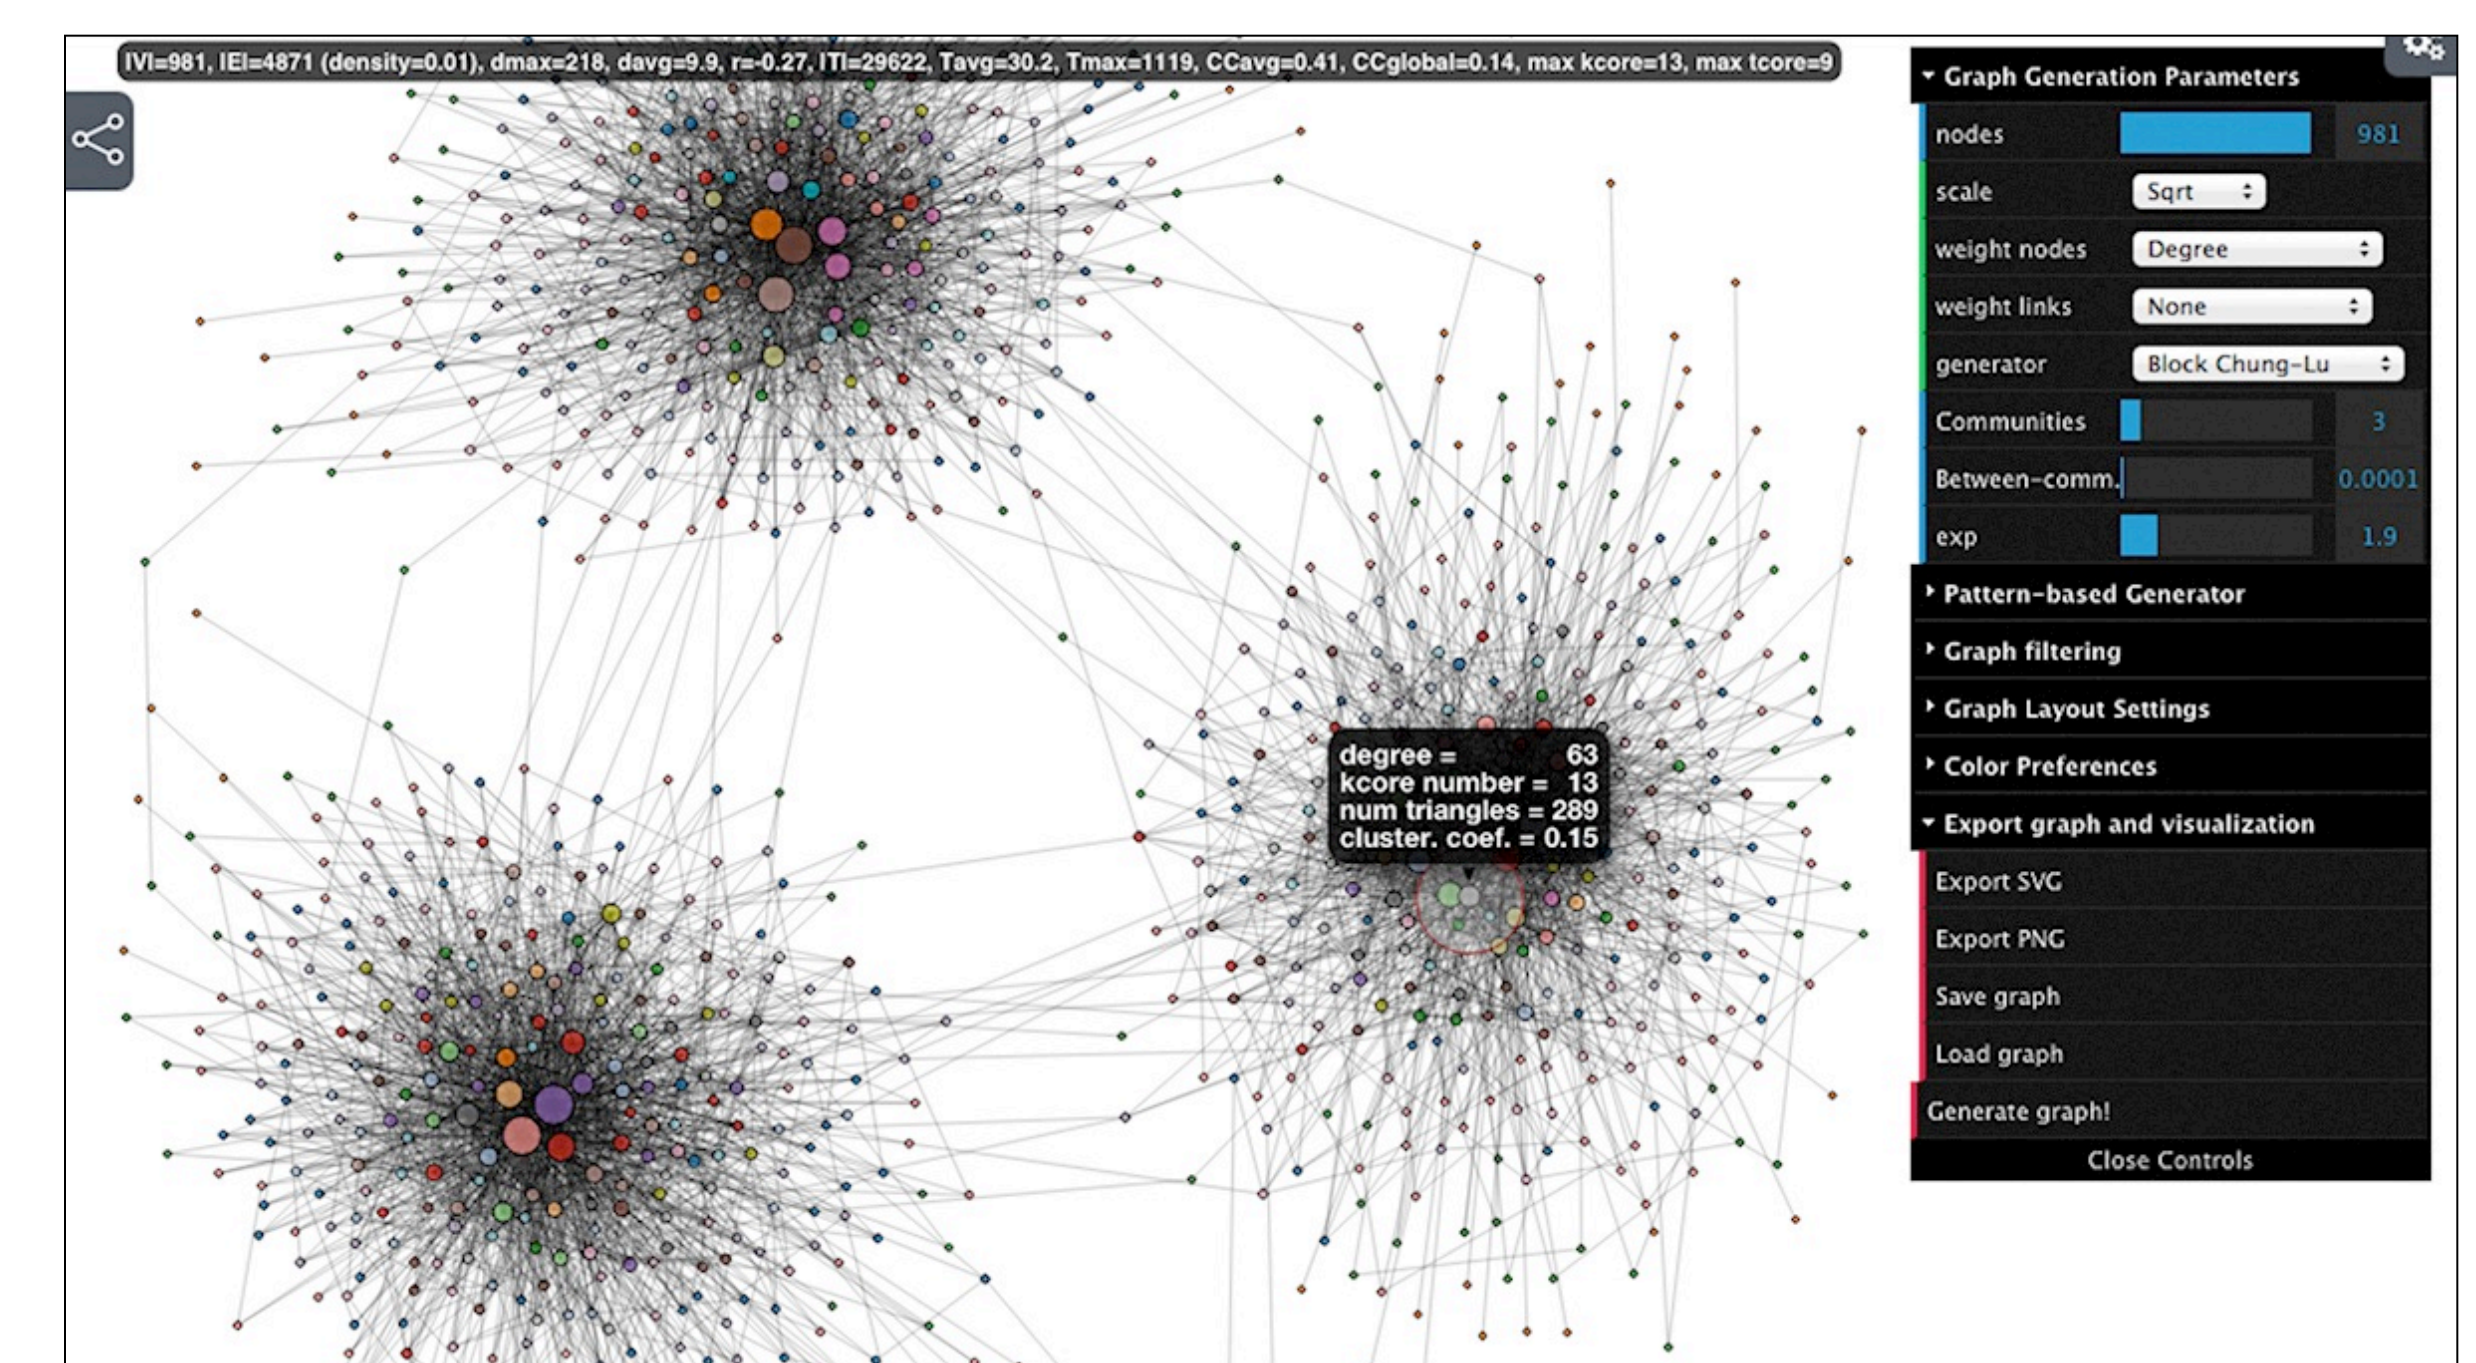 IVI=981, IEI=4871 (density=0.01), dmax=218, davg=9.9, r=-0.27, ITI=29622, Tavg=30.2, Tmax=1119, CCavg=0.41, CCglobal=0.14, max kcore=13, max tcore=9
Graph Generation Parameters
nodes 981
scale Sqrt
weight nodes Degree
weight links None
generator Block Chung-Lu
Communities 3
Between-comm. 0.0001
exp 1.9
Pattern-based Generator
Graph filtering
Graph Layout Settings
Color Preferences
Export graph and visualization
Export SVG
Export PNG
Save graph
Load graph
Generate graph!
Close Controls
degree = 63
kcore number = 13
num triangles = 289
cluster. coef. = 0.15